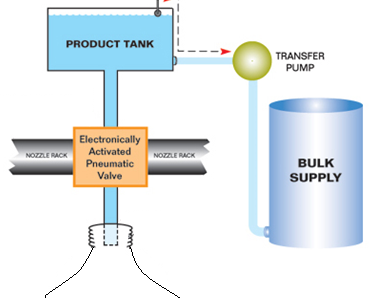 PRODUCT TANK
TRANSFER
PUMP
Electronically
Activated
Pneumatic
Valve
NOZZLE RACK
NOZZLE RACK
BULK
SUPPLY